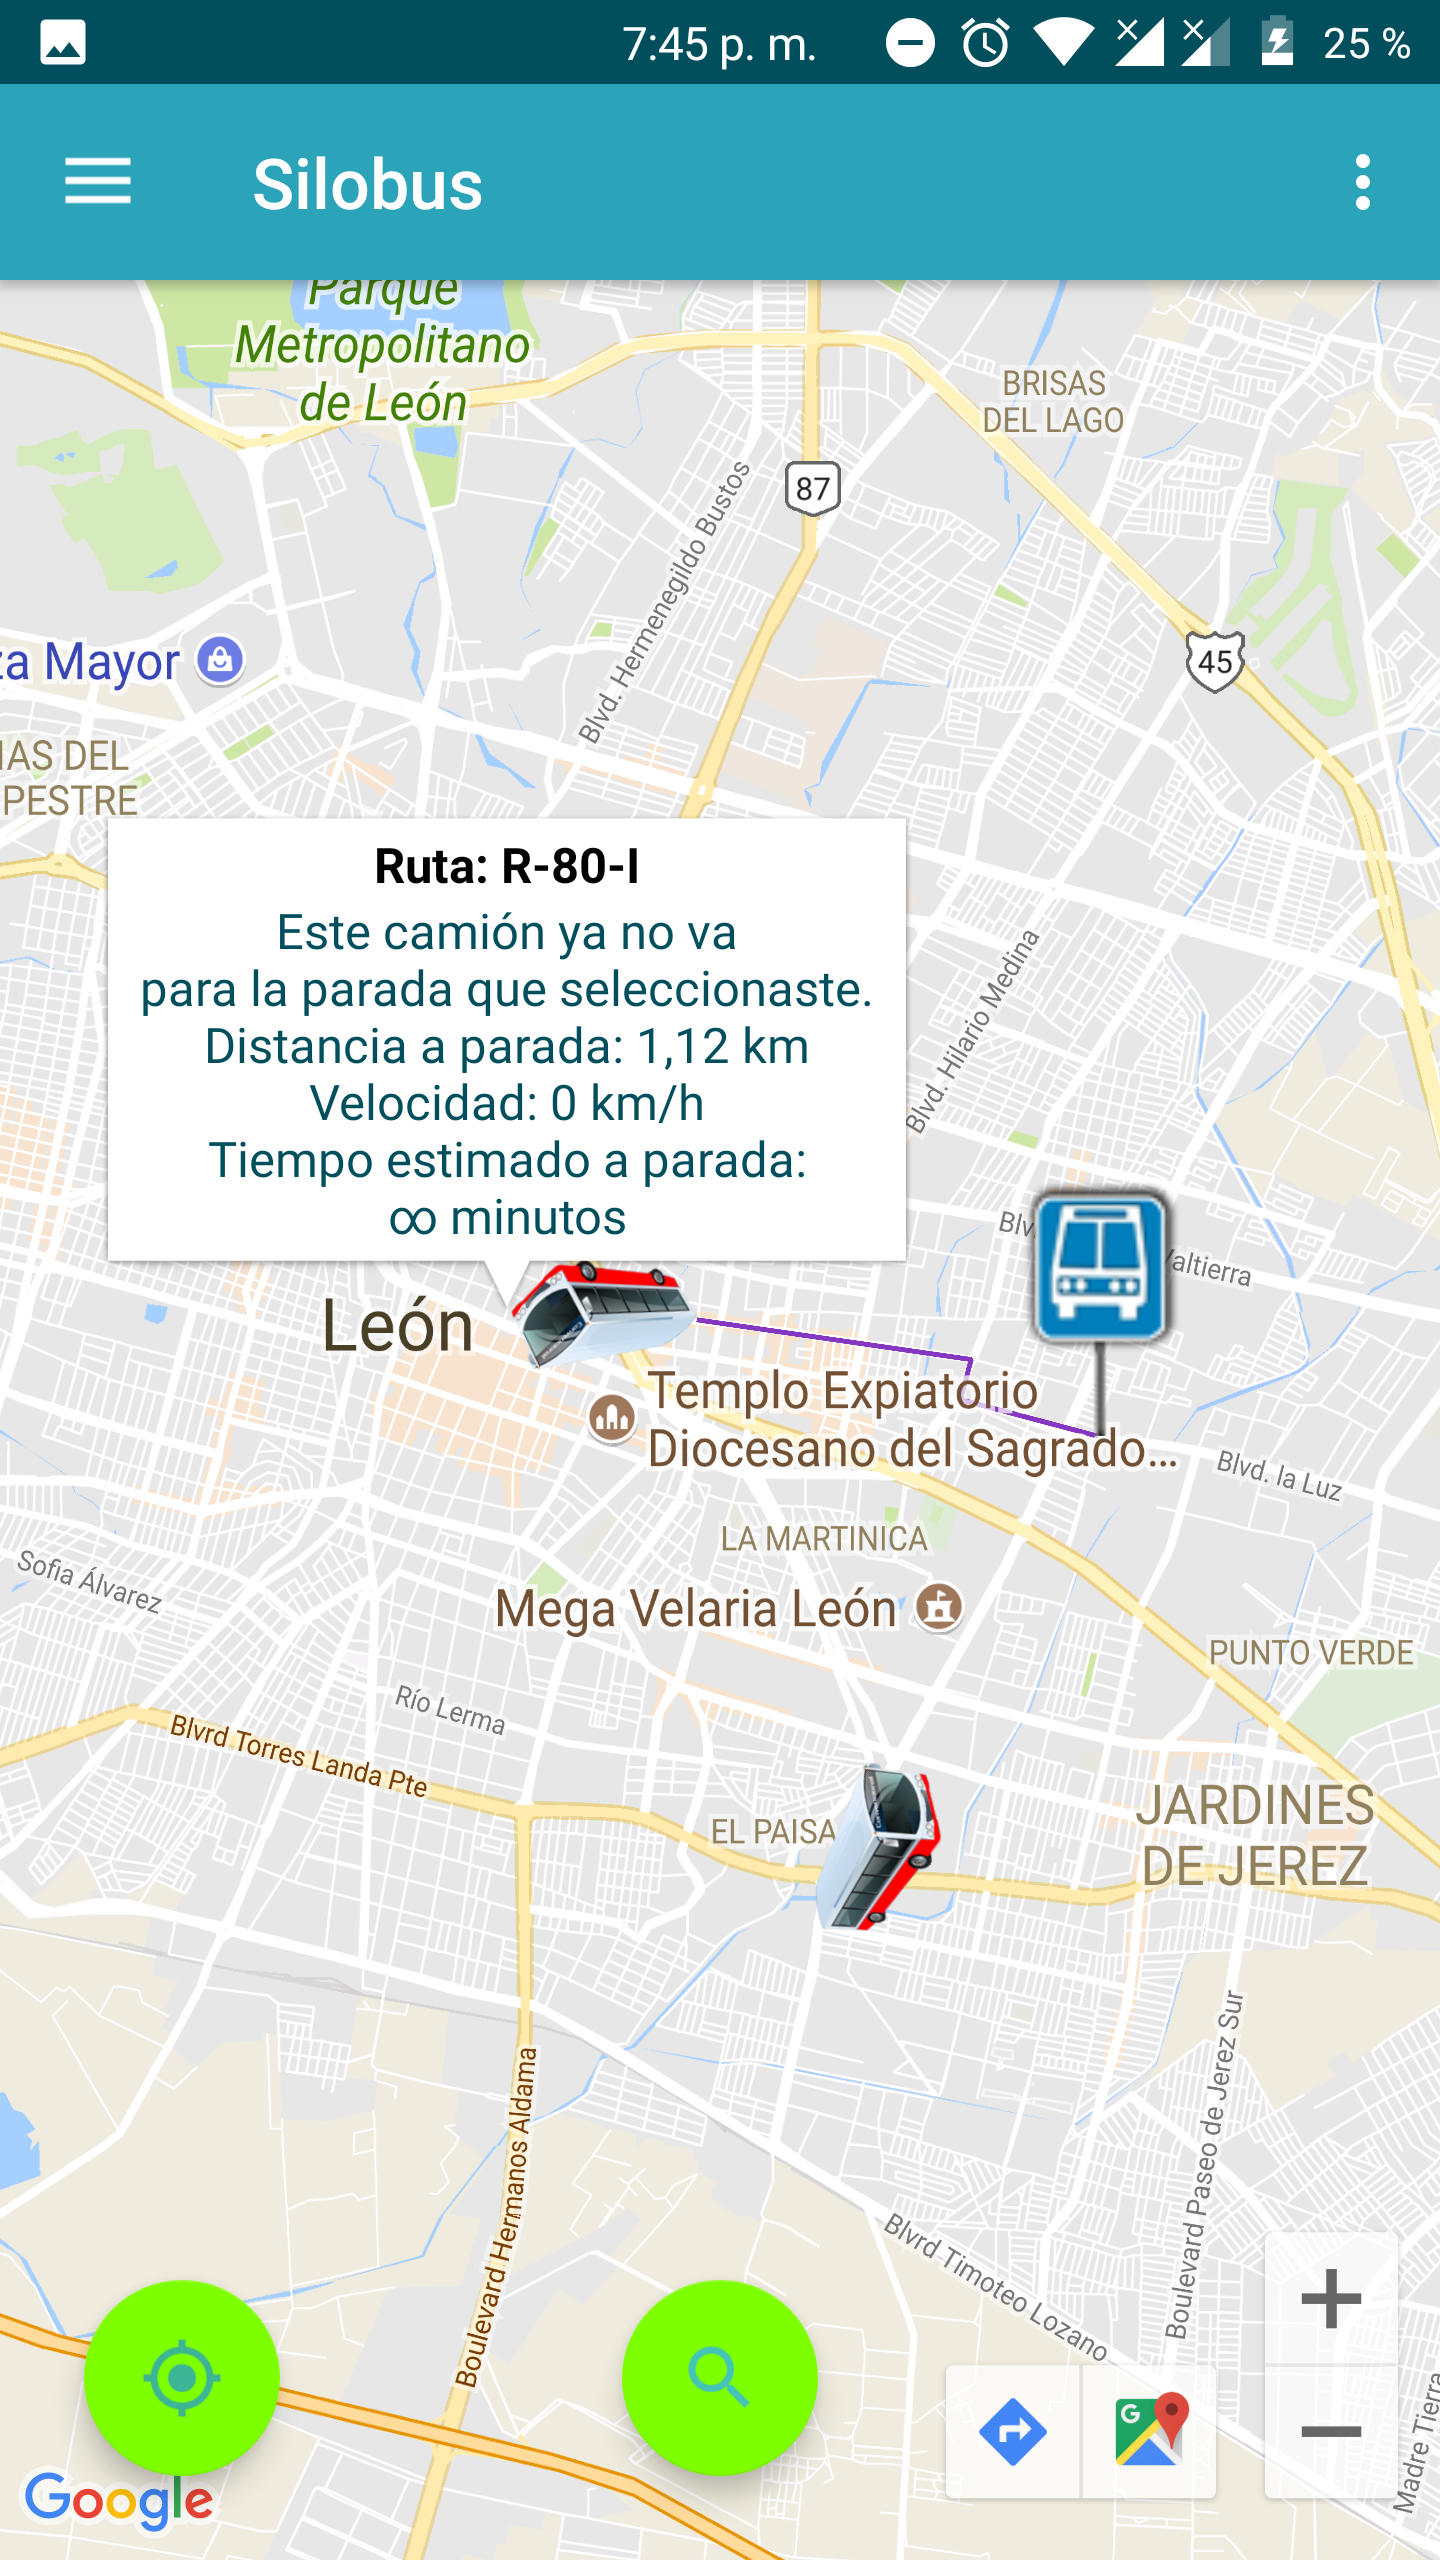 7:45 p. m.
25 %
Silobus
Parque
Metropolitano
de León
BRISAS
DEL LAGO
87
Blvd. Hermenegildo Bustos
45
za Mayor
IAS DEL
PESTRE
Ruta: R-80-I
Este camión ya no va
para la parada que seleccionaste.
Distancia a parada: 1,12 km
Velocidad: 0 km/h
Tiempo estimado a parada:
∞ minutos
Blvd. Hilario Medina
Blv
Valtierra
León
Templo Expiatorio
Diocesano del Sagrado...
Blvd. la Luz
LA MARTINICA
Sofia Álvarez
Mega Velaria León
PUNTO VERDE
Río Lerma
Blvrd Torres Landa Pte
EL PAISA
JARDINES
DE JEREZ
Boulevard Hermanos Aldama
Boulevard Paseo de Jerez Sur
Blvrd Timoteo Lozano
Madre Tierra
G
Google